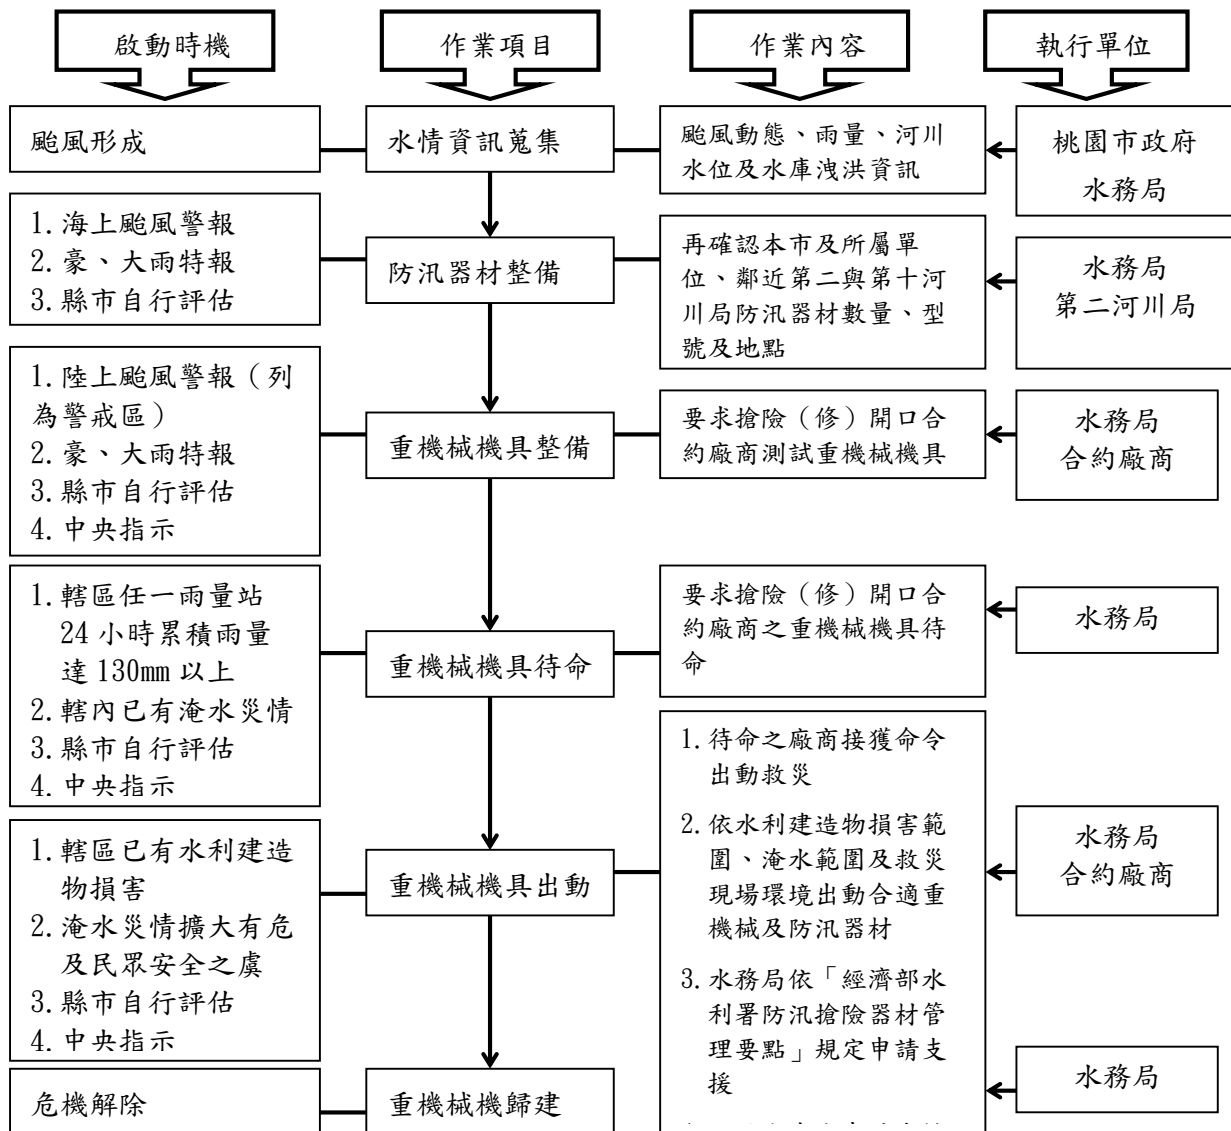 啟動時機
作業項目
作業內容
執行單位
颱風形成
水情資訊蒐集
颱風動態、雨量、河川
水位及水庫洩洪資訊
桃園市政府
水務局
1.海上颱風警報
2.豪、大雨特報
3.縣市自行評估
防汛器材整備
再確認本市及所屬單
位、鄰近第二與第十河
川局防汛器材數量、型
號及地點
水務局
第二河川局
1.陸上颱風警報（列
為警戒區）
2.豪、大雨特報
3.縣市自行評估
4.中央指示
重機械機具整備
要求搶險（修）開口合
約廠商測試重機械機具
水務局
合約廠商
1.轄區任一雨量站
24 小時累積雨量
達 130mm 以上
2.轄內已有淹水災情
3.縣市自行評估
4.中央指示
重機械機具待命
要求搶險（修）開口合
約廠商之重機械機具待
命
水務局
1.轄區已有水利建造
物損害
2.淹水災情擴大有危
及民眾安全之虞
3.縣市自行評估
4.中央指示
重機械機具出動
1.待命之廠商接獲命令
出動救災
2.依水利建造物損害範
圍、淹水範圍及救災
現場環境出動合適重
機械及防汛器材
3.水務局依「經濟部水
利署防汛搶險器材管
理要點」規定申請支
援
水務局
合約廠商
危機解除
重機械機歸建
水務局